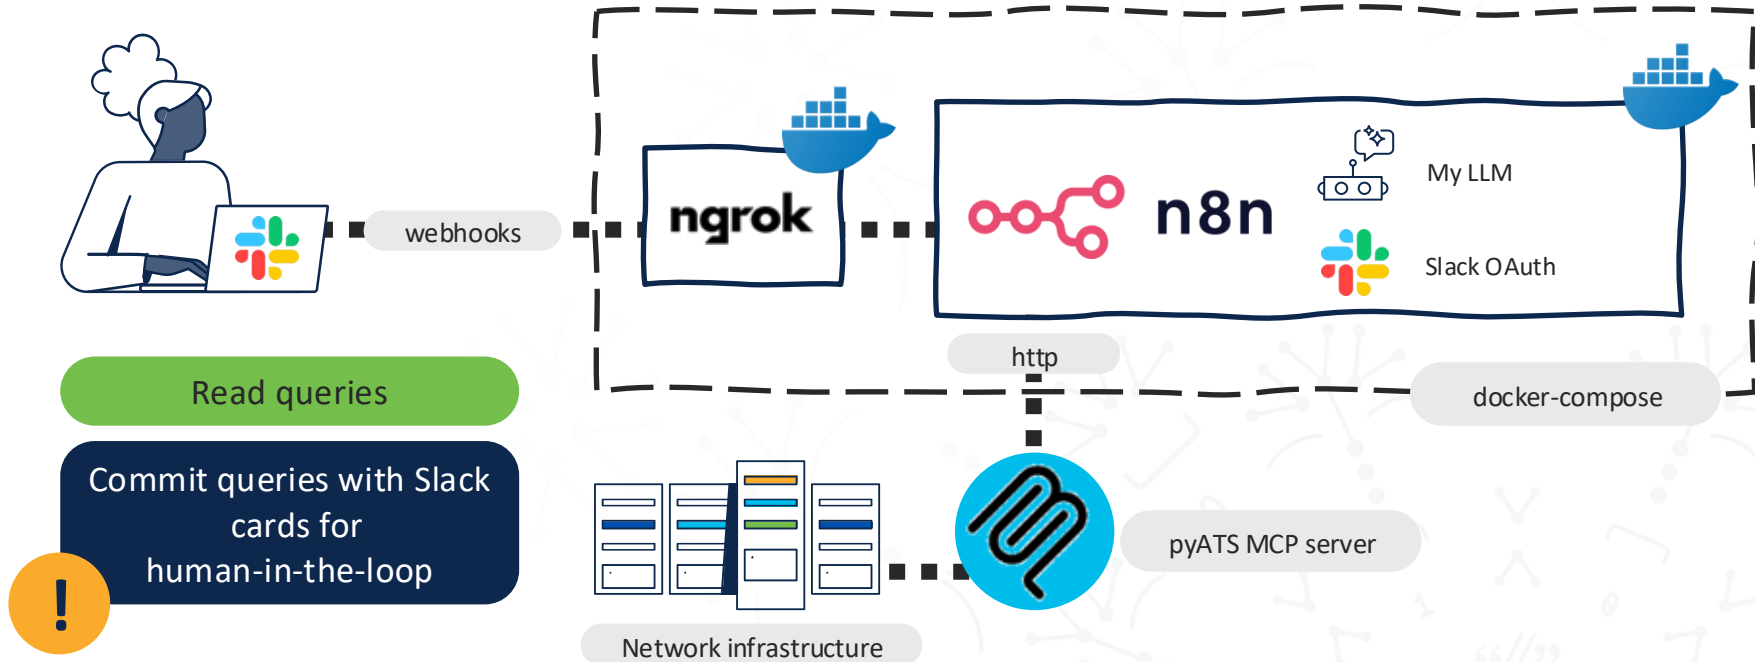 webhooks
ngrok
n8n
My LLM
Slack OAuth
http
docker-compose
Read queries
Commit queries with Slack
cards for
human-in-the-loop
!
pyATS MCP server
Network infrastructure